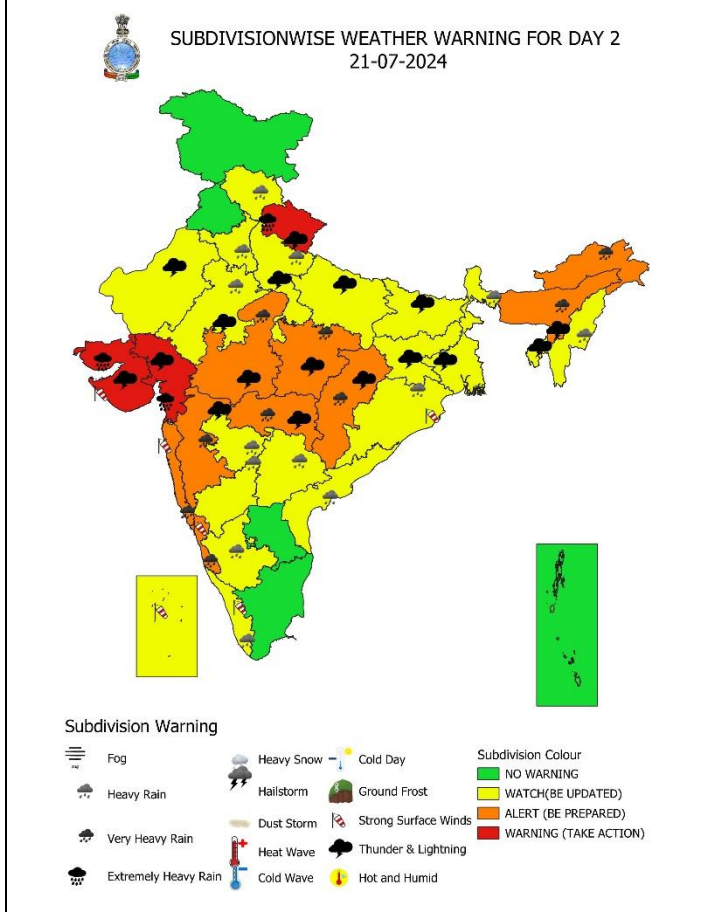 SUBDIVISIONWISE WEATHER WARNING FOR DAY 2
21-07-2024
Subdivision Warning
Fog
Heavy Rain
Very Heavy Rain
Extremely Heavy Rain
Heavy Snow
Hailstorm
Dust Storm
Heat Wave
Cold Wave
Cold Day
Ground Frost
Strong Surface Winds
Thunder & Lightning
Hot and Humid
Subdivision Colour
NO WARNING
WATCH(BE UPDATED)
ALERT (BE PREPARED)
WARNING (TAKE ACTION)